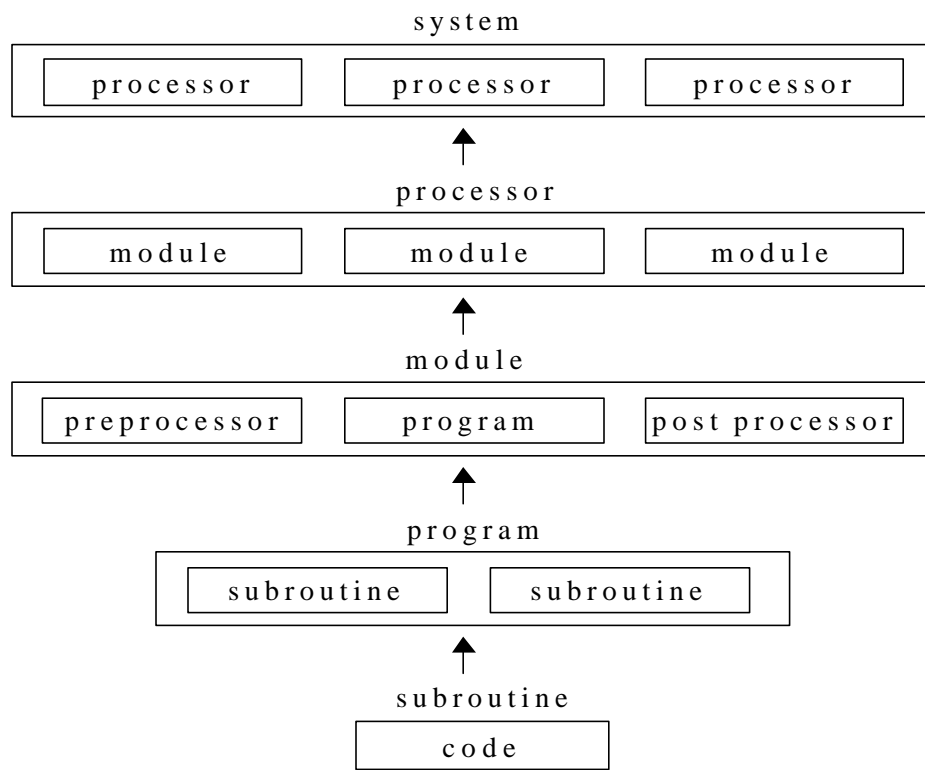 system
processor processor processor
processor
module module module
module
preprocessor program post processor
program
subroutine subroutine
subroutine
code